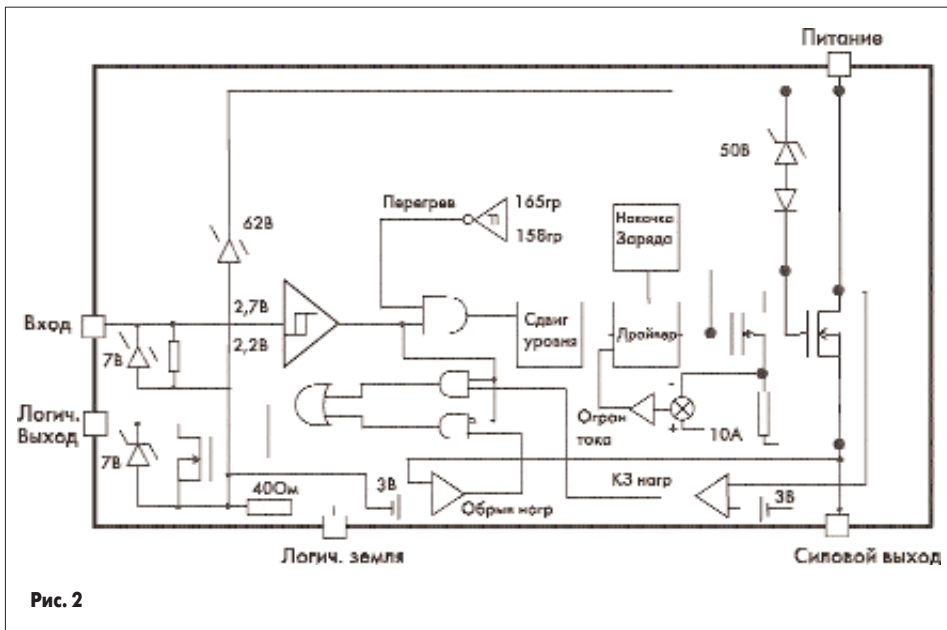 Питание
50В
Перегрев
165гр
158гр
Накачка
Заряда
62В
2,7В
2,2В
Вход
7В
Сдвиг
уровня
Драйвер
Логич.
Выход
7В
-
+
10А
Огран
тока
40Ом
3В
Обрыв нагр
КЗ нагр
3В
Логич. земля
Силовой выход
Рис. 2